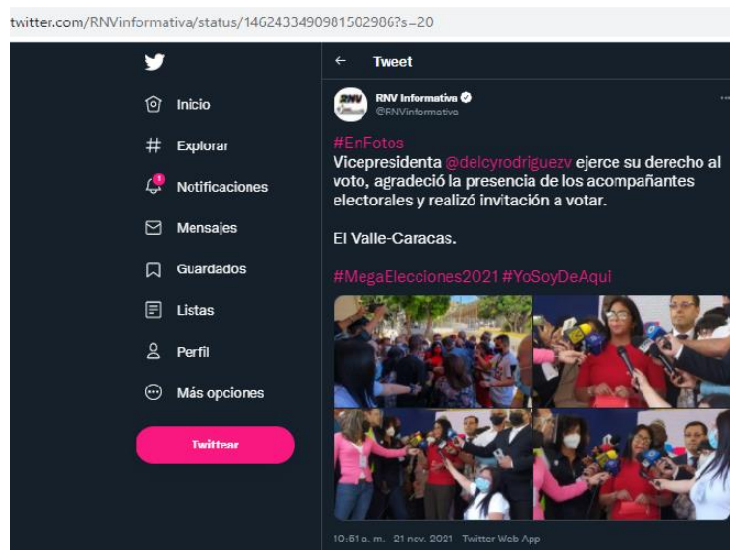 twitter.com/RNVinformativa/status/1462433490981502986?s=20
Inicio
Explorar
1
Notificaciones
Mensajes
Guardados
Listas
Perfil
Más opciones
Twittear
← Tweet
RNV
RNV Informativa
@RNVinformativa
#EnFotos
Vicepresidenta @delcyrodriguezv ejerce su derecho al
voto, agradeció la presencia de los acompañantes
electorales y realizó invitación a votar.
El Valle-Caracas.
#MegaElecciones2021 #YoSoyDeAqui
10:51 a. m. 21 nov. 2021 Twitter Web App